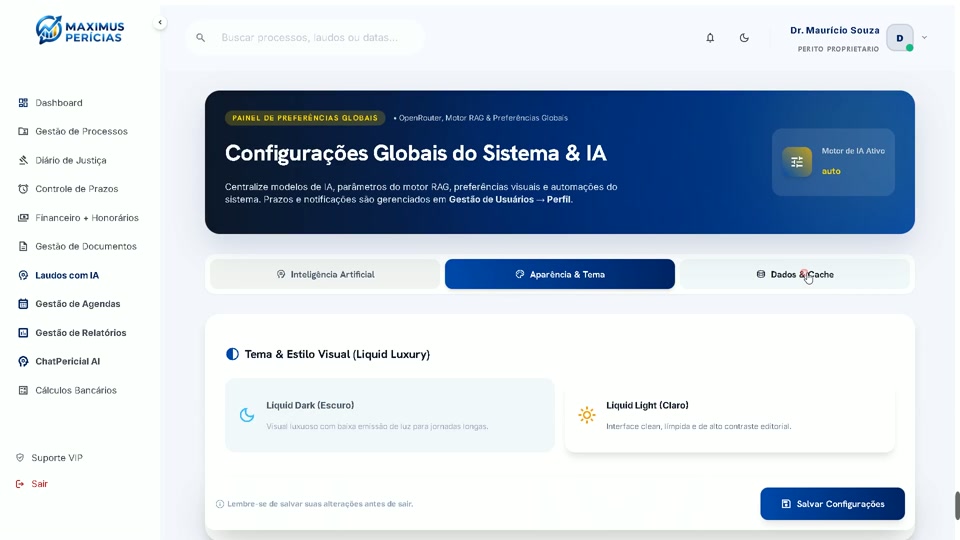 MAXIMUS
PERÍCIAS
Buscar processos, laudos ou datas...
Dr. Maurício Souza
PERITO PROPRIETARIO
D
Dashboard
Gestão de Processos
Diário de Justiça
Controle de Prazos
Financeiro + Honorários
Gestão de Documentos
Laudos com IA
Gestão de Agendas
Gestão de Relatórios
ChatPericial AI
Cálculos Bancários
Suporte VIP
Sair
PAINEL DE PREFERÊNCIAS GLOBAIS
• OpenRouter, Motor RAG & Preferências Globais
Configurações Globais do Sistema & IA
Centralize modelos de IA, parâmetros do motor RAG, preferências visuais e automações do
sistema. Prazos e notificações são gerenciados em Gestão de Usuários → Perfil.
Motor de IA Ativo
auto
Inteligência Artificial
Aparência & Tema
Dados & Cache
Tema & Estilo Visual (Liquid Luxury)
Liquid Dark (Escuro)
Visual luxuoso com baixa emissão de luz para jornadas longas.
Liquid Light (Claro)
Interface clean, límpida e de alto contraste editorial.
Lembre-se de salvar suas alterações antes de sair.
Salvar Configurações